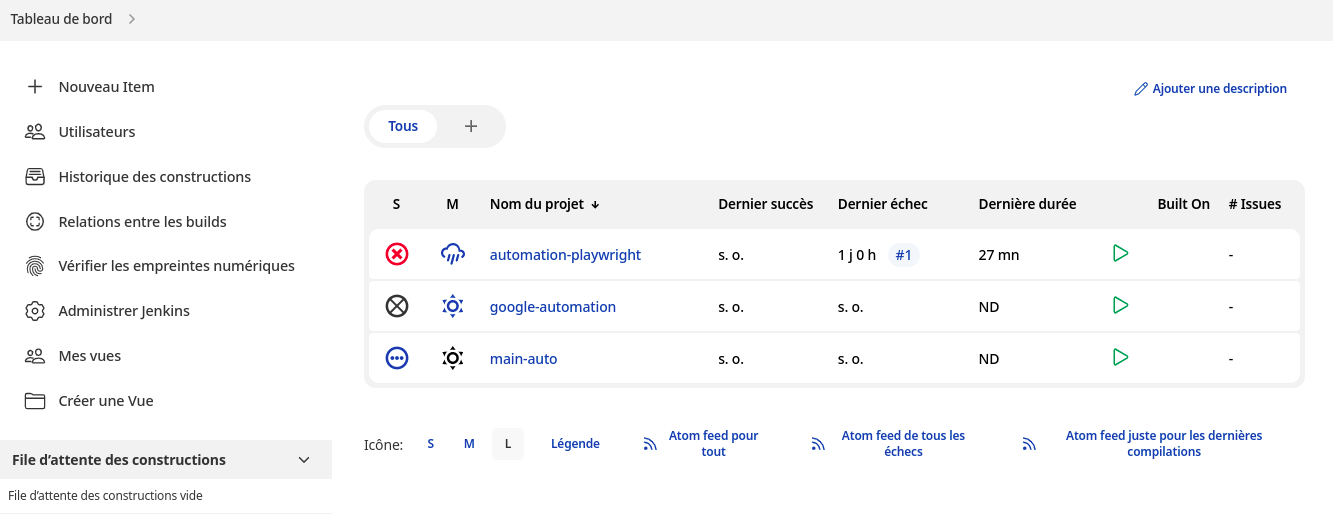 Tableau de bord
Nouveau Item
Utilisateurs
Historique des constructions
Relations entre les builds
Vérifier les empreintes numériques
Administrer Jenkins
Mes vues
Créer une Vue
File d’attente des constructions
File d’attente des constructions vide
Ajouter une description
Tous
S M Nom du projet ↓ Dernier succès Dernier échec Dernière durée Built On # Issues
automation-playwright s. o. 1 j 0 h #1 27 mn -
google-automation s. o. s. o. ND -
main-auto s. o. s. o. ND -
Icône: S M L Légende
Atom feed pour
tout
Atom feed de tous les
échecs
Atom feed juste pour les dernières
compilations